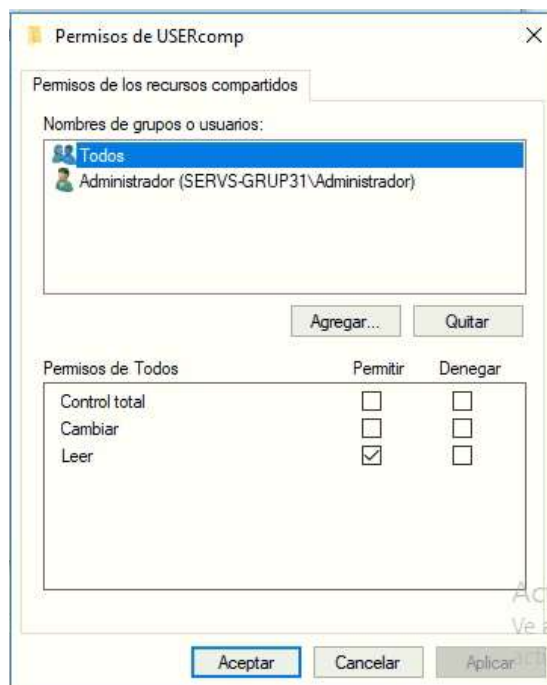 Permisos de USERcomp
Permisos de los recursos compartidos
Nombres de grupos o usuarios:
Todos
Administrador (SERVS-GRUP31\Administrador)
Agregar...
Quitar
Permisos de Todos Permitir Denegar
Control total
Cambiar
Leer
Ve a
Aceptar Cancelar Aplicar